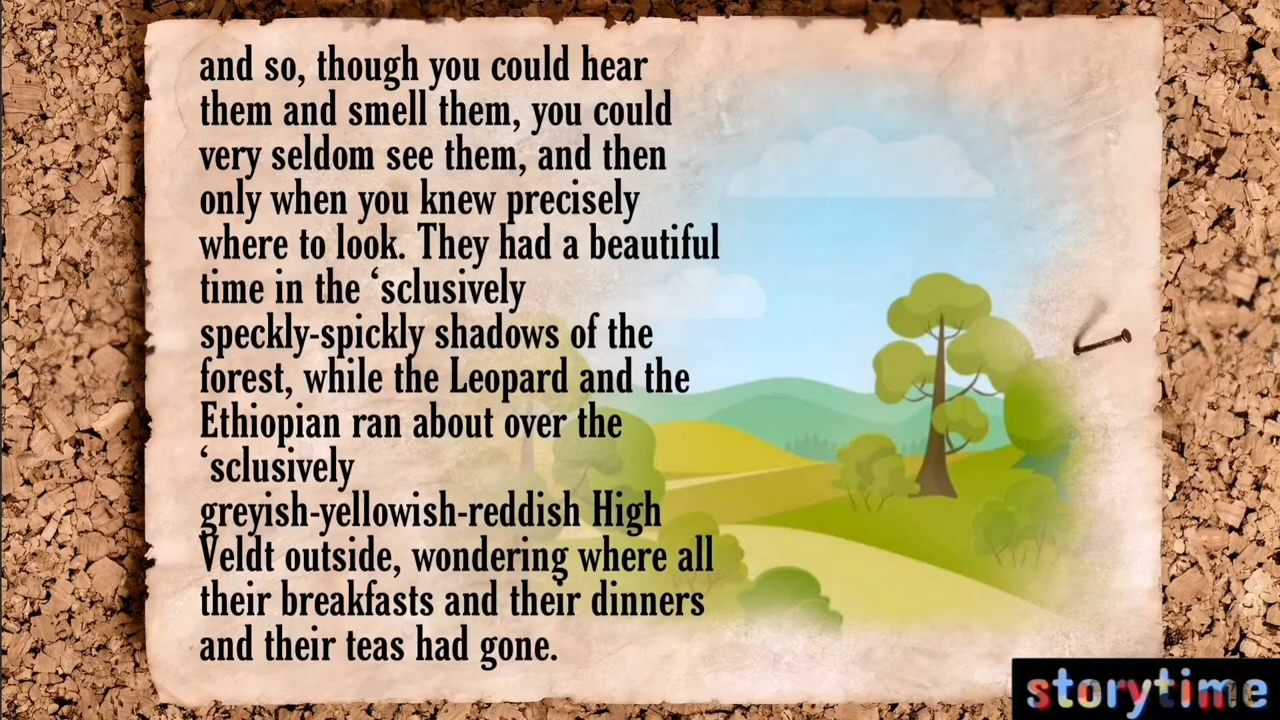 and so, though you could hear
them and smell them, you could
very seldom see them, and then
only when you knew precisely
where to look. They had a beautiful
time in the ‘sclusively
speckly-spickly shadows of the
forest, while the Leopard and the
Ethiopian ran about over the
‘sclusively
greyish-yellowish-reddish High
Veldt outside, wondering where all
their breakfasts and their dinners
and their teas had gone.
storytime